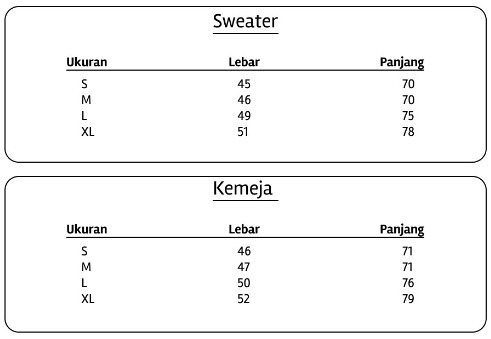 Sweater
Ukuran Lebar Panjang
S 45 70
M 46 70
L 49 75
XL 51 78
Kemeja
Ukuran Lebar Panjang
S 46 71
M 47 71
L 50 76
XL 52 79